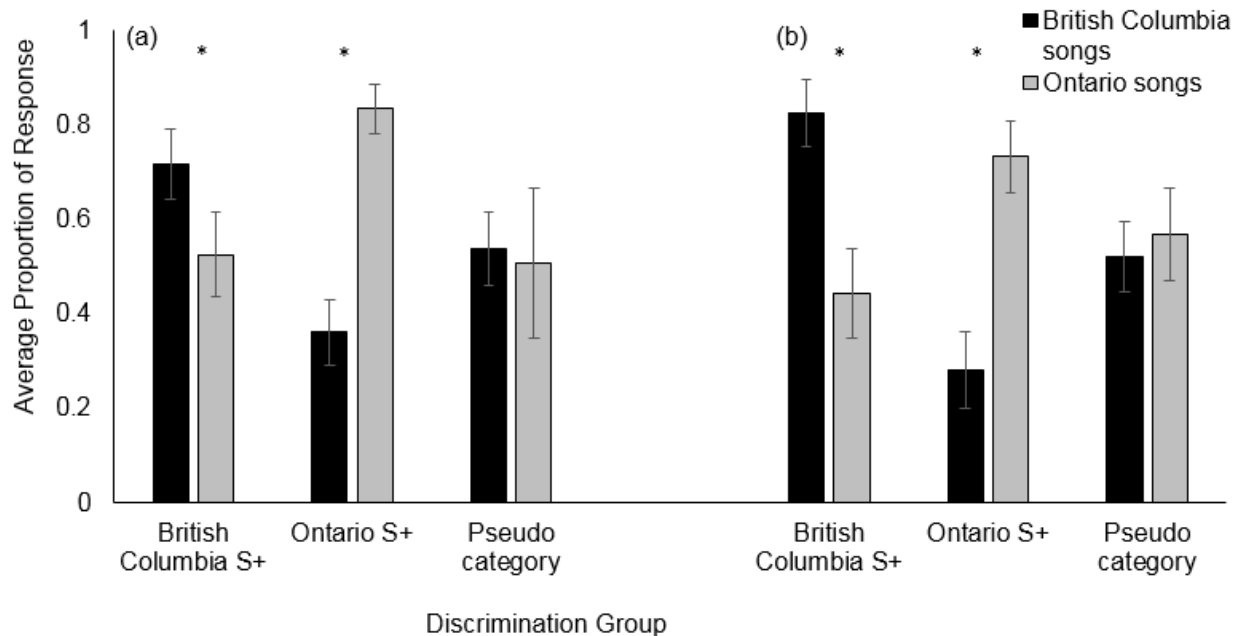 Average Proportion of Response
1
0.8
0.6
0.4
0.2
0
(a)
*
*
(b)
*
*
British Columbia
songs
Ontario songs
British
Columbia S+
Ontario S+
Pseudo
category
British
Columbia S+
Ontario S+
Pseudo
category
Discrimination Group